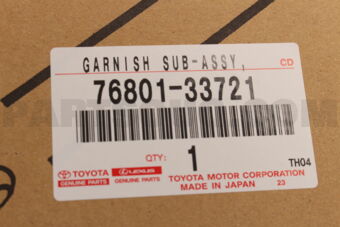 GARNISH SUB-ASSY, CD
76801-33721
QTY: 1 TH04
TOYOTA LEXUS TOYOTA MOTOR CORPORATION
GENUINE PARTS GENUINE PARTS MADE IN JAPAN 23